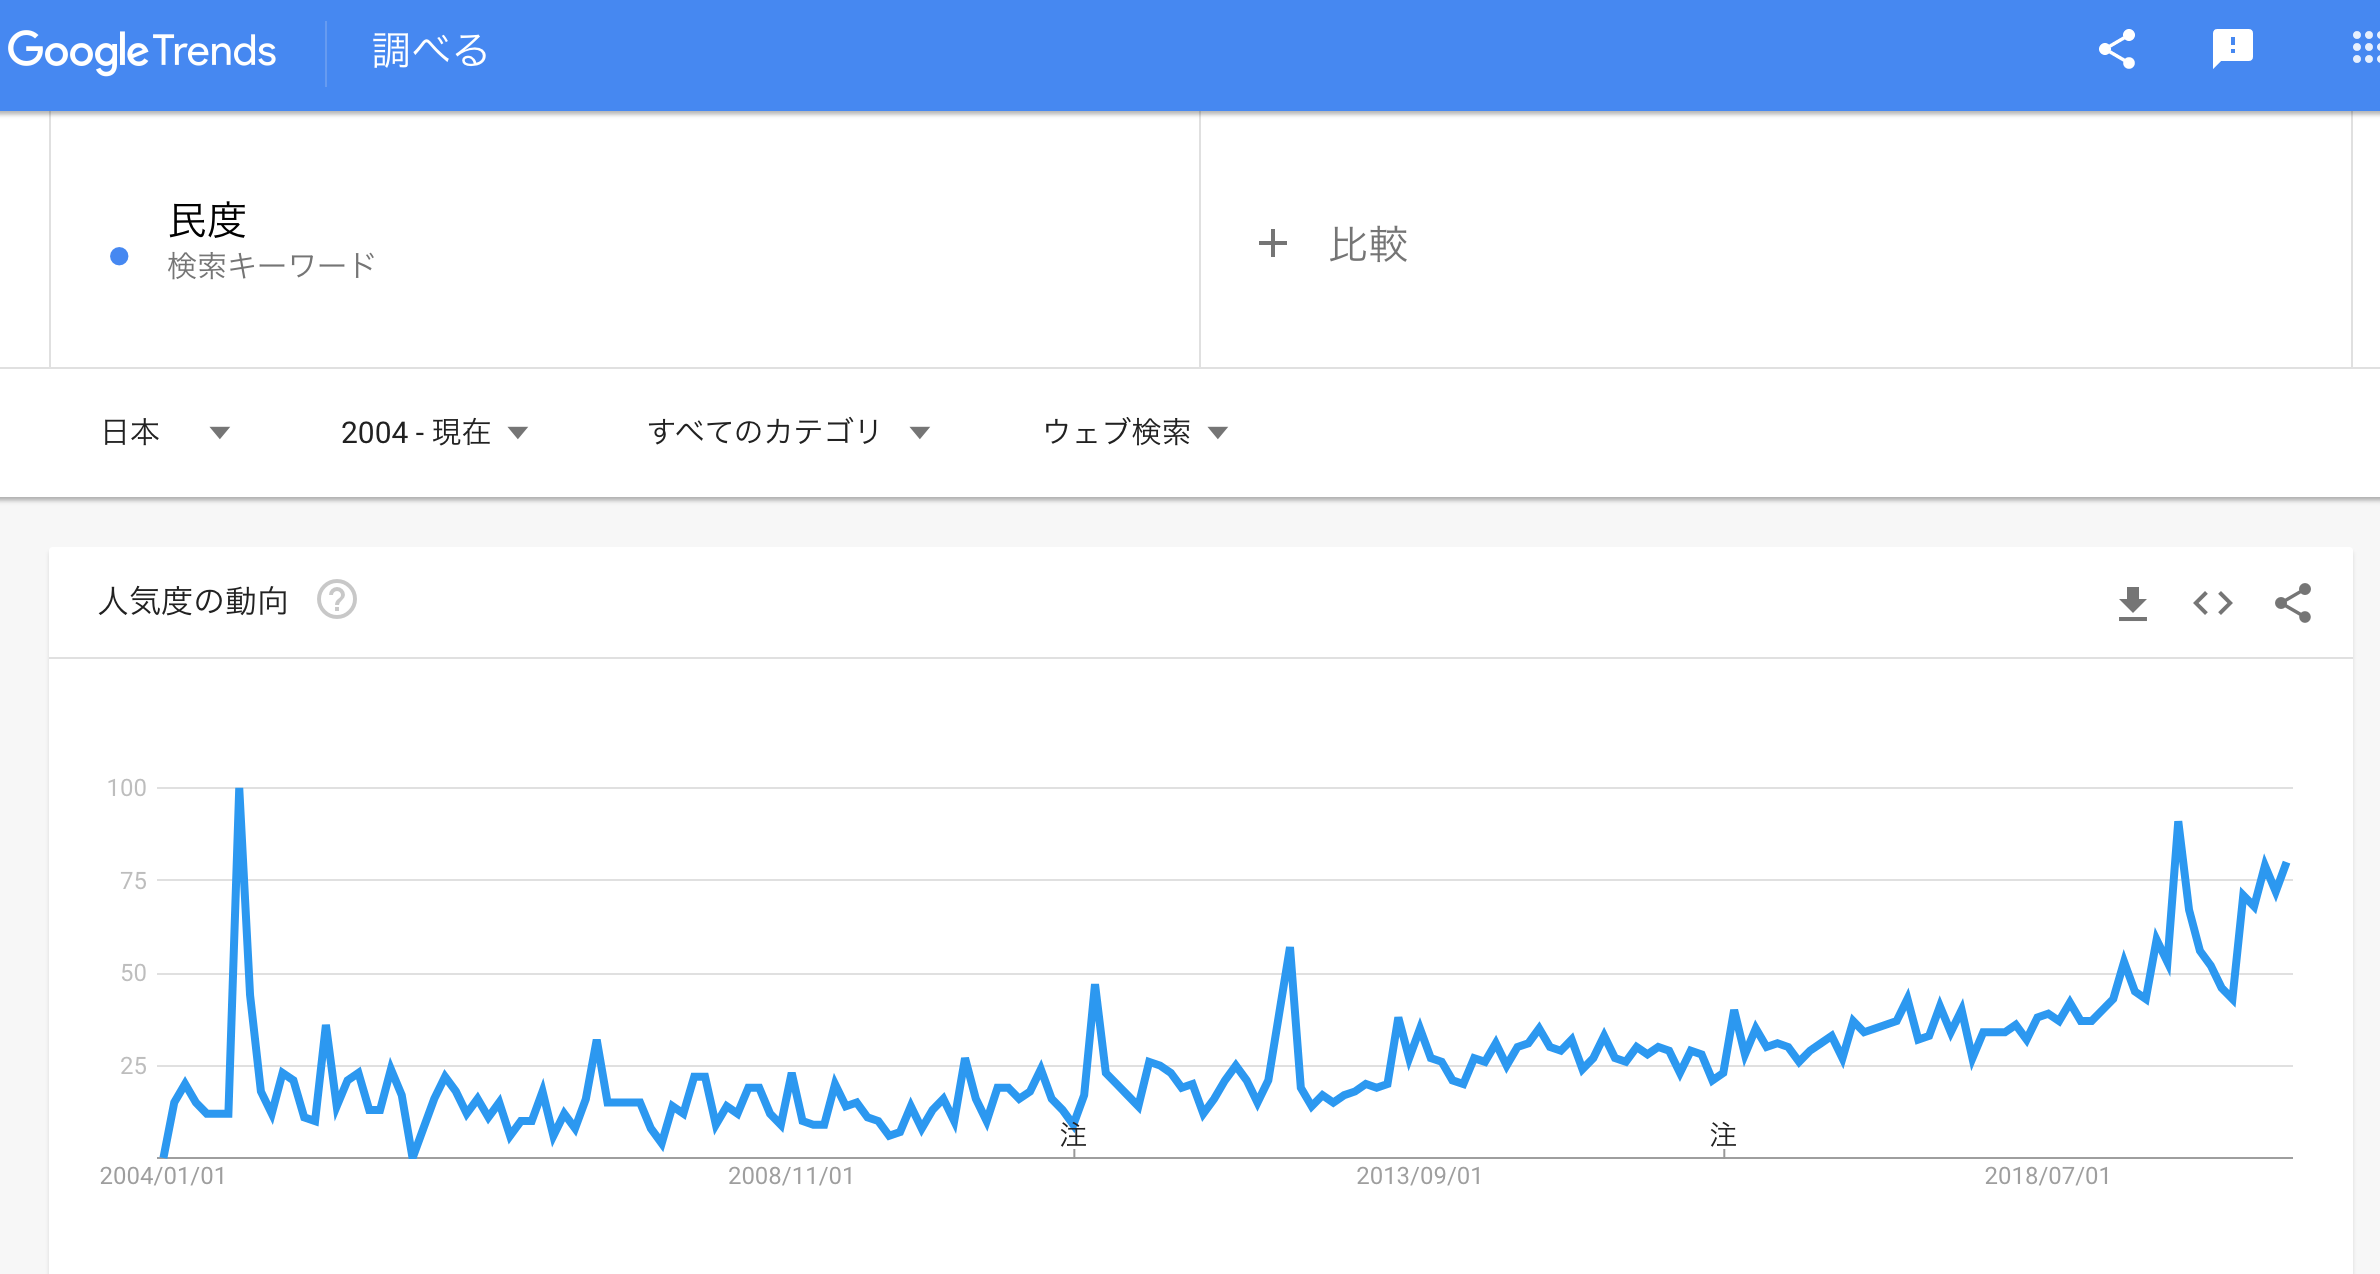 Google Trends 調べる
民度
検索キーワード
+ 比較
日本 2004 - 現在 すべてのカテゴリ ウェブ検索
人気度の動向 ?
100
75
50
25
注 注
2004/01/01 2008/11/01 2013/09/01 2018/07/01